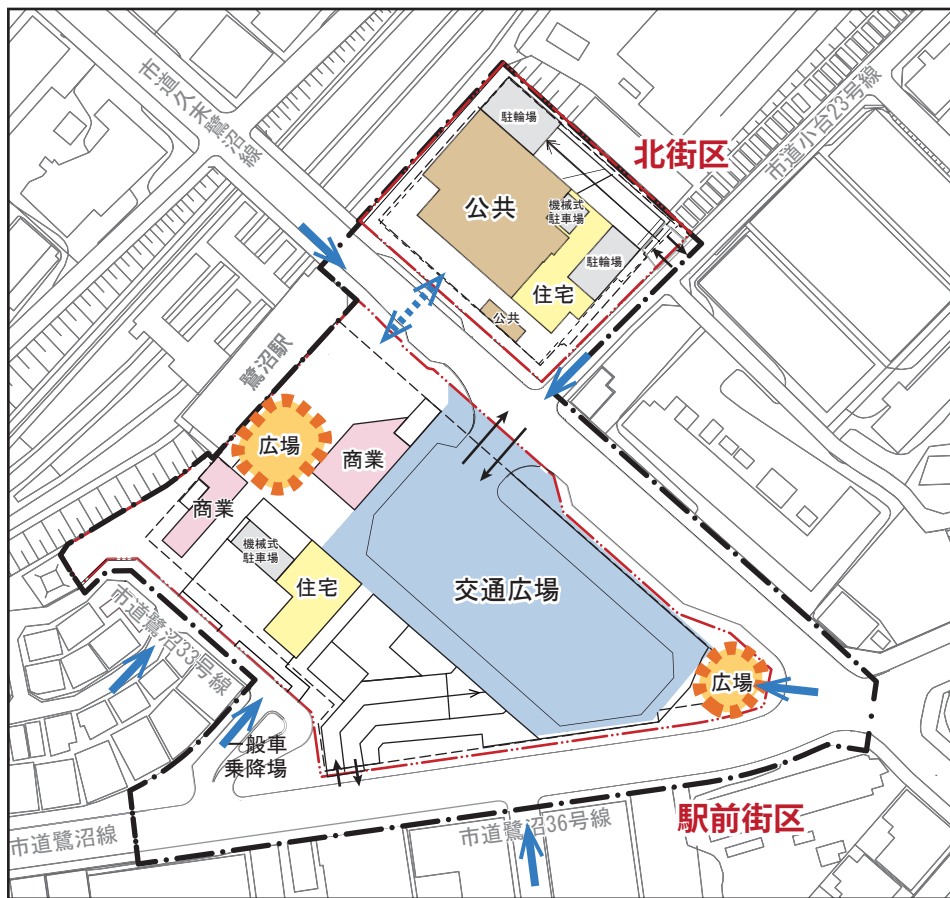 市道久末鷺沼線
駐輪場
北街区
市道小台23号線
公共
機械式
駐車場
駐輪場
住宅
公共
鷺沼駅
広場
商業
商業
機械式
駐車場
住宅
交通広場
市道鷺沼33号線
広場
一般車
乗降場
駅前街区
市道鷺沼線
市道鷺沼36号線